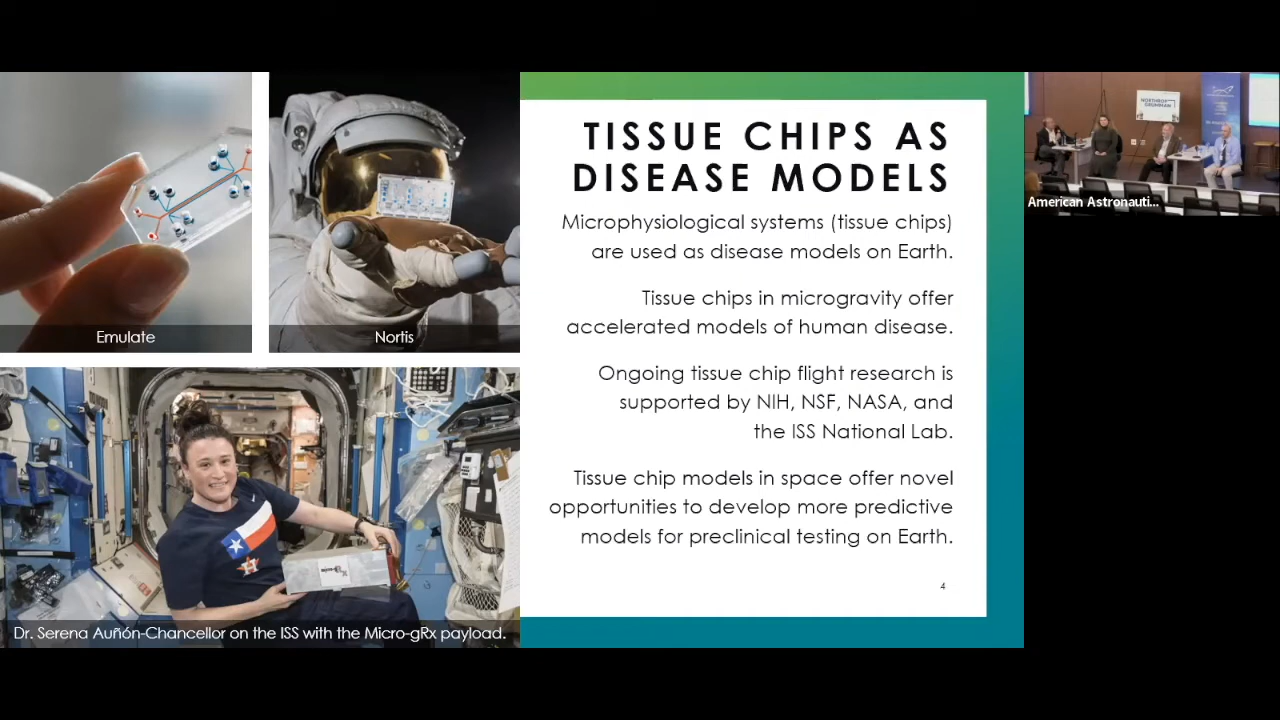 TISSUE CHIPS AS
DISEASE MODELS
Microphysiological systems (tissue chips)
are used as disease models on Earth.
Tissue chips in microgravity offer
accelerated models of human disease.
Ongoing tissue chip flight research is
supported by NIH, NSF, NASA, and
the ISS National Lab.
Tissue chip models in space offer novel
opportunities to develop more predictive
models for preclinical testing on Earth.
4
Emulate
Nortis
Dr. Serena Auñón-Chancellor on the ISS with the Micro-gRx payload.
NORTHROP
GRUMMAN
American Astronauti...